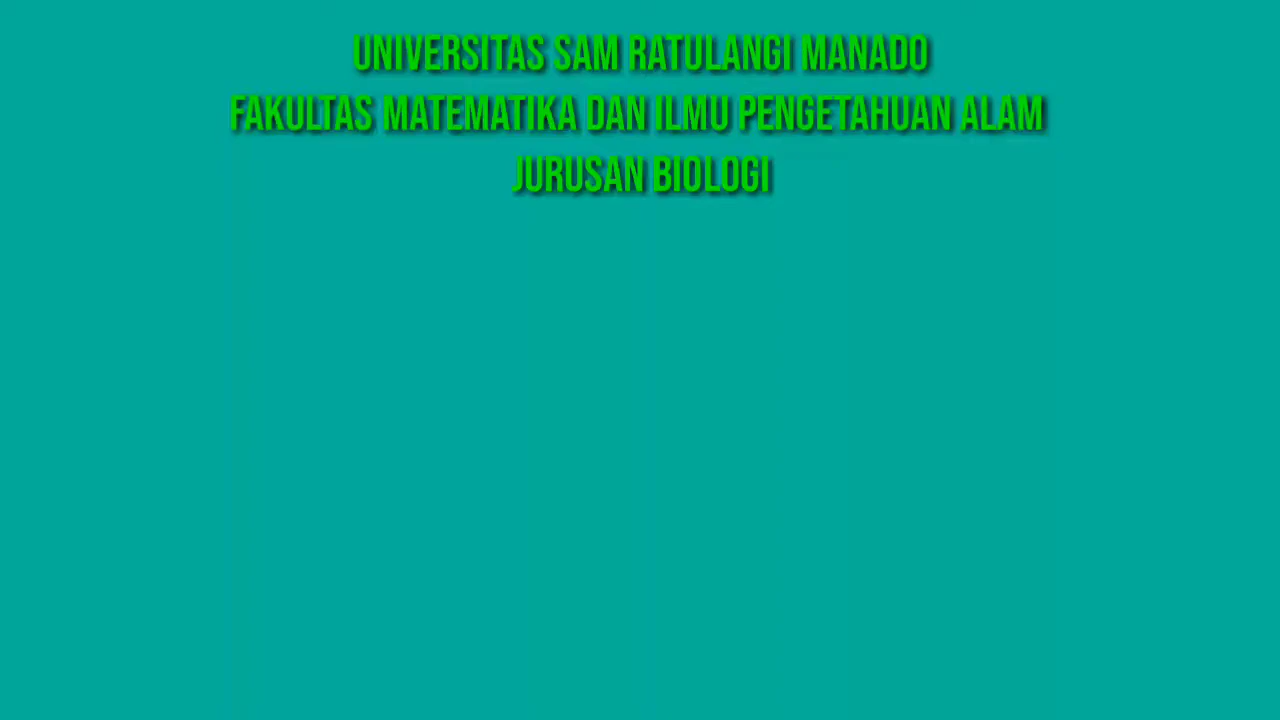 UNIVERSITAS SAM RATULANGI MANADO
FAKULTAS MATEMATIKA DAN ILMU PENGETAHUAN ALAM
JURUSAN BIOLOGI